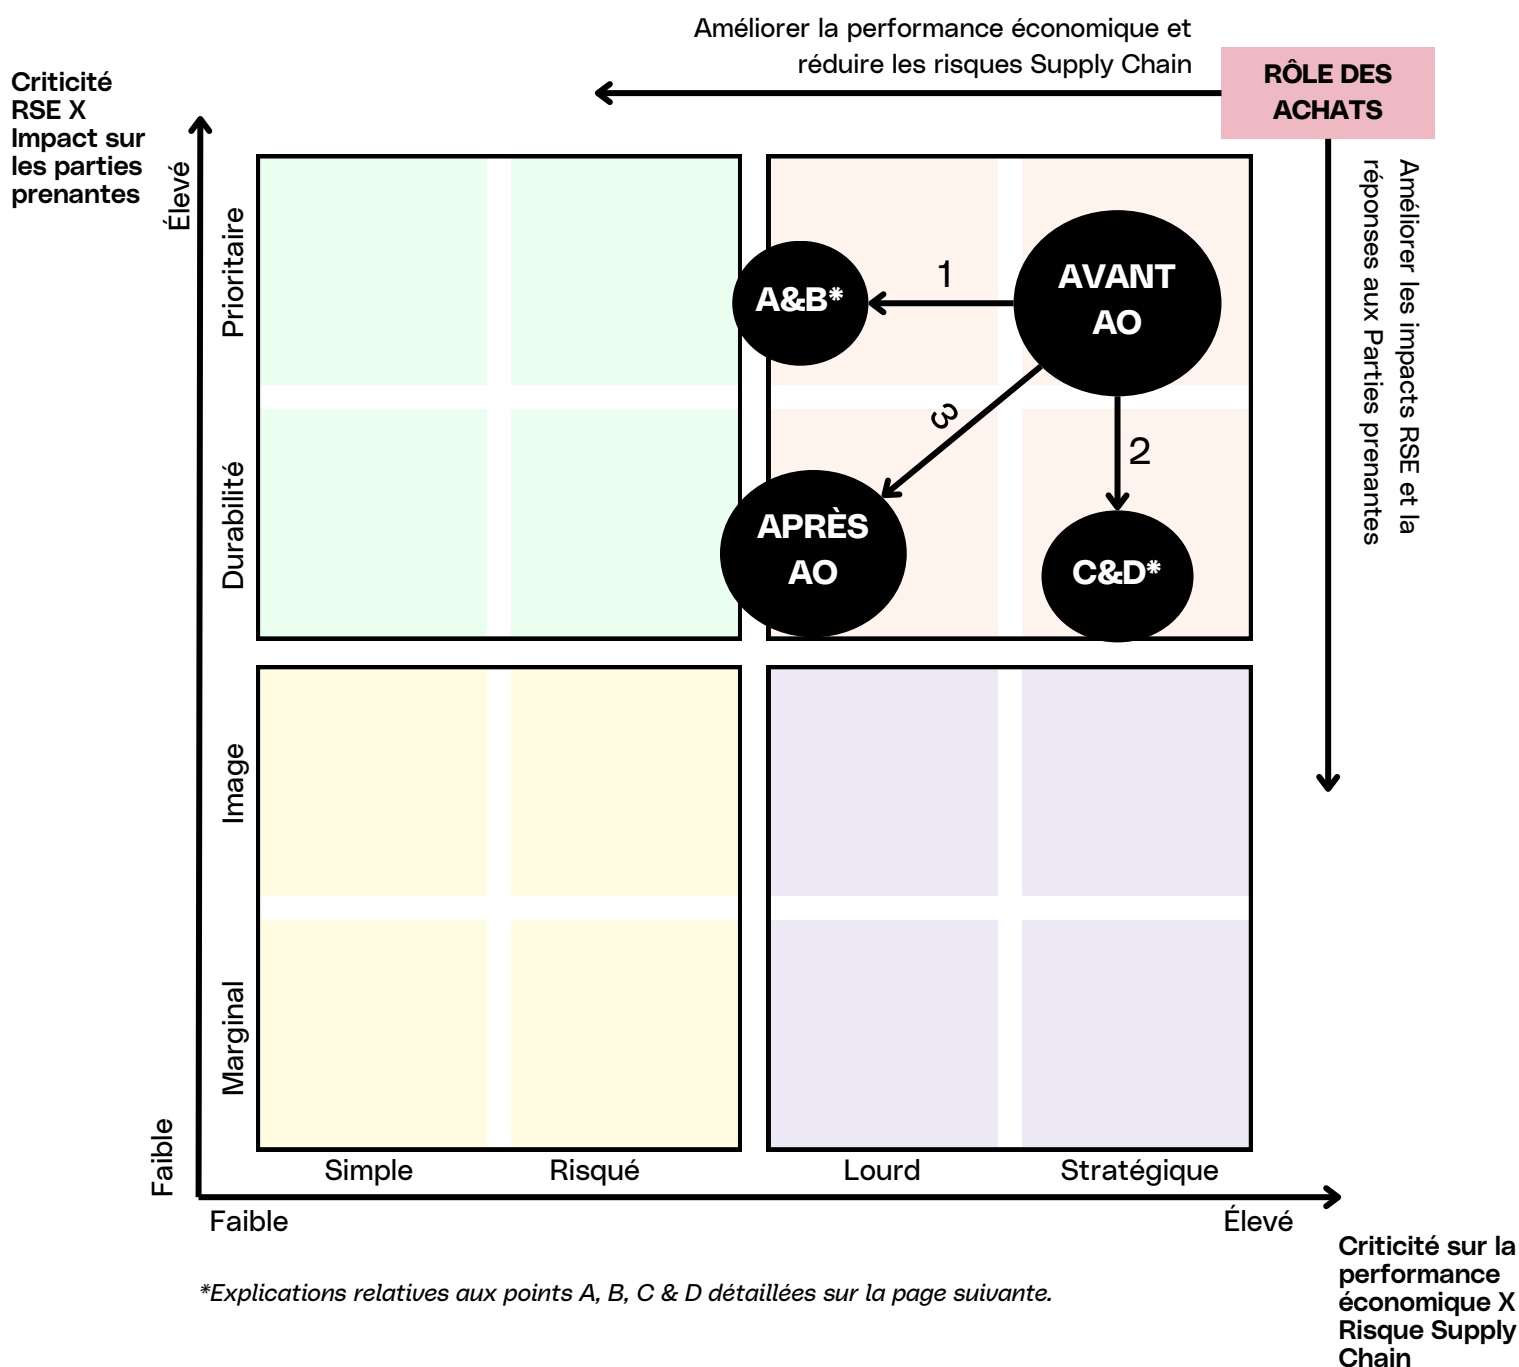 Améliorer la performance économique et
réduire les risques Supply Chain
RÔLE DES
ACHATS
Criticité
RSE X
Impact sur
les parties
prenantes
Élevé
Améliorer les impacts RSE et la
réponses aux Parties prenantes
Prioritaire
A&B*
1
AVANT
AO
3
2
Durabilité
APRÈS
AO
C&D*
Image
Marginal
Faible
Simple
Risqué
Lourd
Stratégique
Faible
Élevé
Criticité sur la
performance
économique X
Risque Supply
Chain
*Explications relatives aux points A, B, C & D détaillées sur la page suivante.